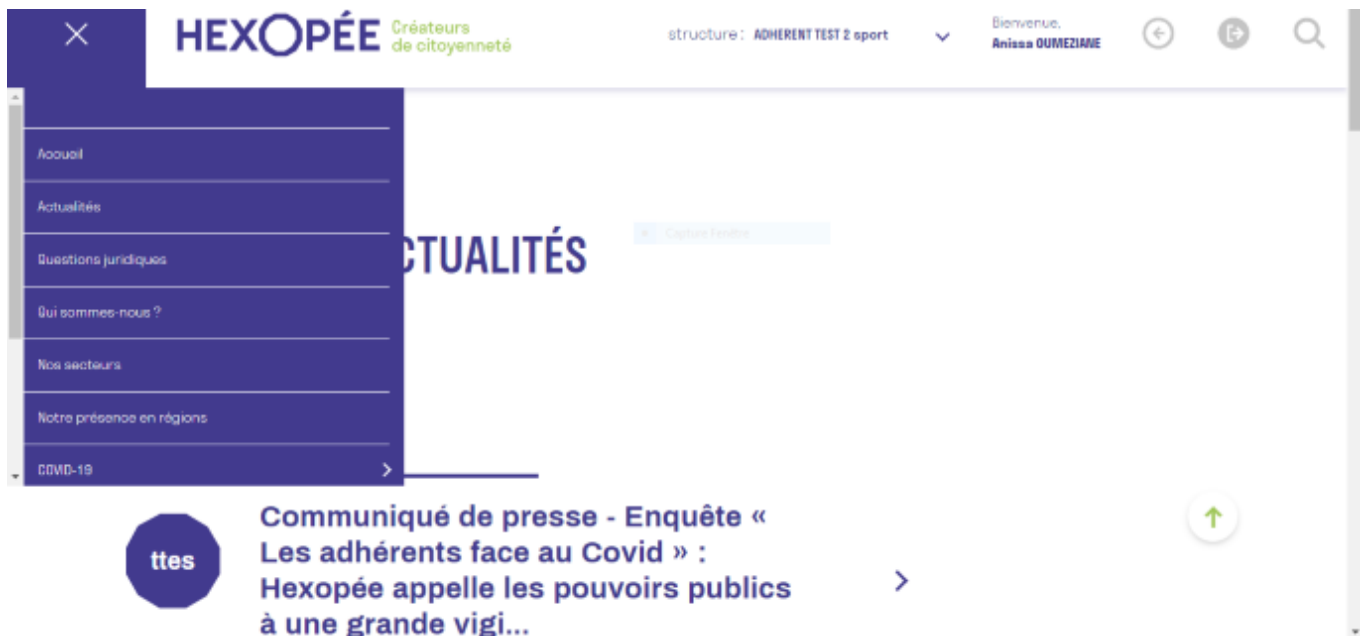 HEXOPÉE Créateurs
de citoyenneté
structure : ADHERENT TEST 2 sport
Bienvenue,
Anissa OUMEZIANE
Accueil
Actualités
Questions juridiques
Qui sommes-nous ?
Nos secteurs
Notre présence en régions
COVID-19
CTUALITÉS
Capture Fenêtre
ttes
Communiqué de presse - Enquête «
Les adhérents face au Covid » :
Hexopée appelle les pouvoirs publics
à une grande vigi...